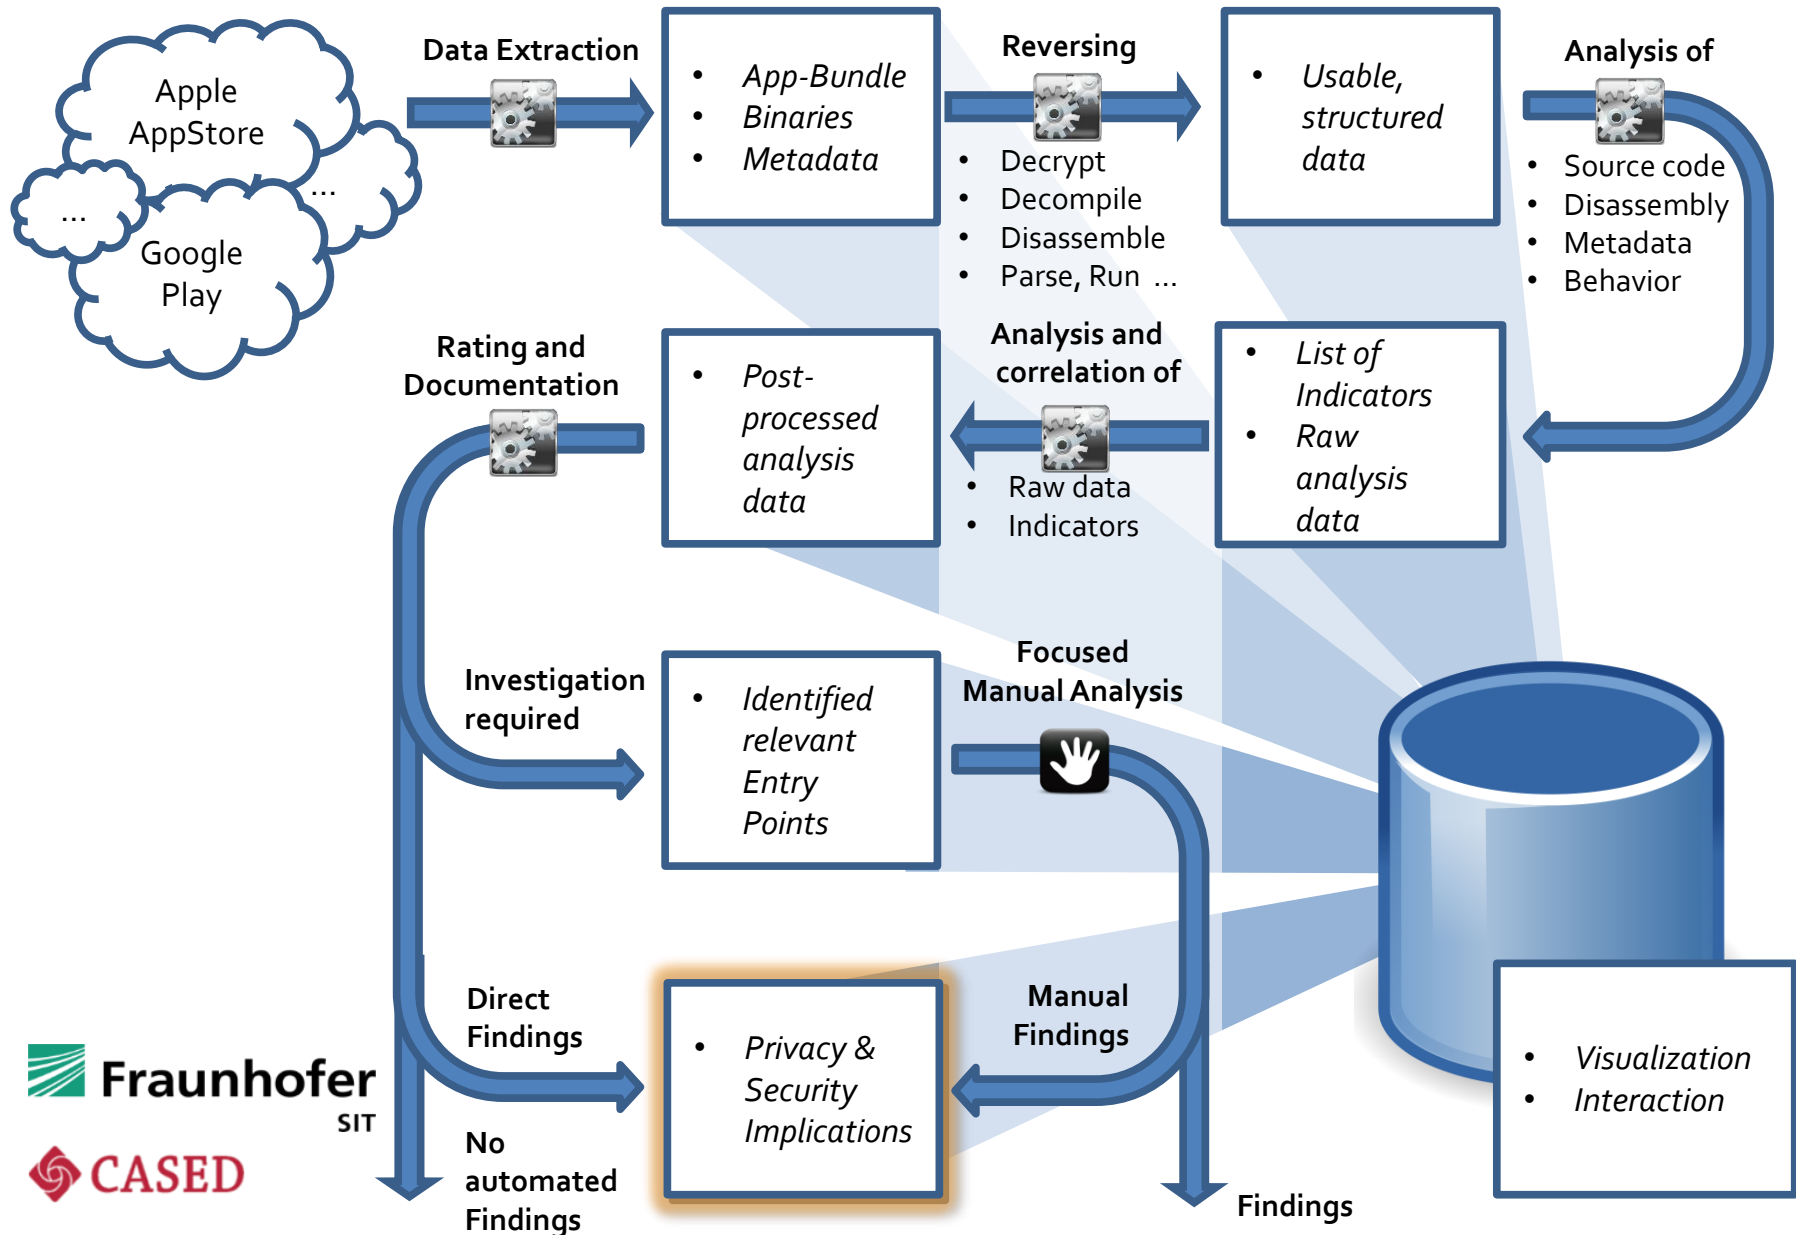 Apple
AppStore
...
...
Google
Play
Data Extraction
• App-Bundle
• Binaries
• Metadata
Reversing
• Decrypt
• Decompile
• Disassemble
• Parse, Run ...
• Usable,
structured
data
Analysis of
• Source code
• Disassembly
• Metadata
• Behavior
Rating and
Documentation
• Post-
processed
analysis
data
Analysis and
correlation of
• Raw data
• Indicators
• List of
Indicators
• Raw
analysis
data
Investigation
required
• Identified
relevant
Entry
Points
Focused
Manual Analysis
Direct
Findings
• Privacy &
Security
Implications
Manual
Findings
• Visualization
• Interaction
Fraunhofer
SIT
CASED
No
automated
Findings
Findings